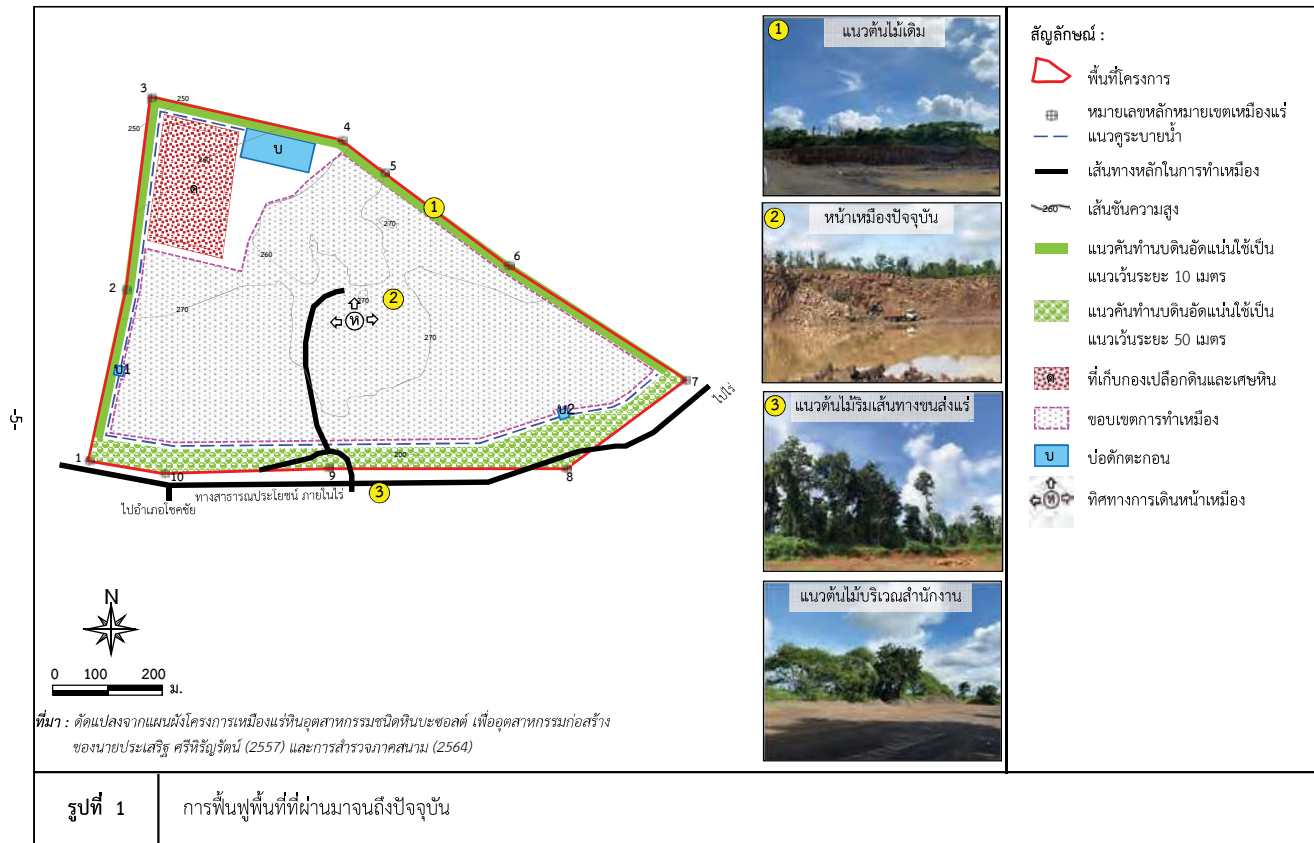 -5-
3
250
250
4
บ
5
260
ด
1
270
6
260
2
270
2
270
ห
270
270
7
ไปไร่
บ1
บ2
1
10
9
200
8
3
ทางสาธารณประโยชน์ ภายในไร่
ไปอำเภอโชคชัย
N
0 100 200
ม.
ที่มา : ดัดแปลงจากแผนผังโครงการเหมืองแร่หินอุตสาหกรรมชนิดหินบะซอลต์ เพื่ออุตสาหกรรมก่อสร้าง
ของนายประเสริฐ ศรีหิรัญรัตน์ (2557) และการสำรวจภาคสนาม (2564)
1 แนวต้นไม้เดิม
2 หน้าเหมืองปัจจุบัน
3 แนวต้นไม้ริมเส้นทางขนส่งแร่
แนวต้นไม้บริเวณสำนักงาน
สัญลักษณ์ :
พื้นที่โครงการ
หมายเลขหลักหมายเขตเหมืองแร่
แนวคูระบายน้ำ
เส้นทางหลักในการทำเหมือง
260 เส้นชั้นความสูง
แนวคันทำนบดินอัดแน่นใช้เป็น
แนวเว้นระยะ 10 เมตร
แนวคันทำนบดินอัดแน่นใช้เป็น
แนวเว้นระยะ 50 เมตร
ด ที่เก็บกองเปลือกดินและเศษหิน
ขอบเขตการทำเหมือง
บ บ่อดักตะกอน
ห ทิศทางการเดินหน้าเหมือง
รูปที่ 1 การฟื้นฟูพื้นที่ที่ผ่านมาจนถึงปัจจุบัน